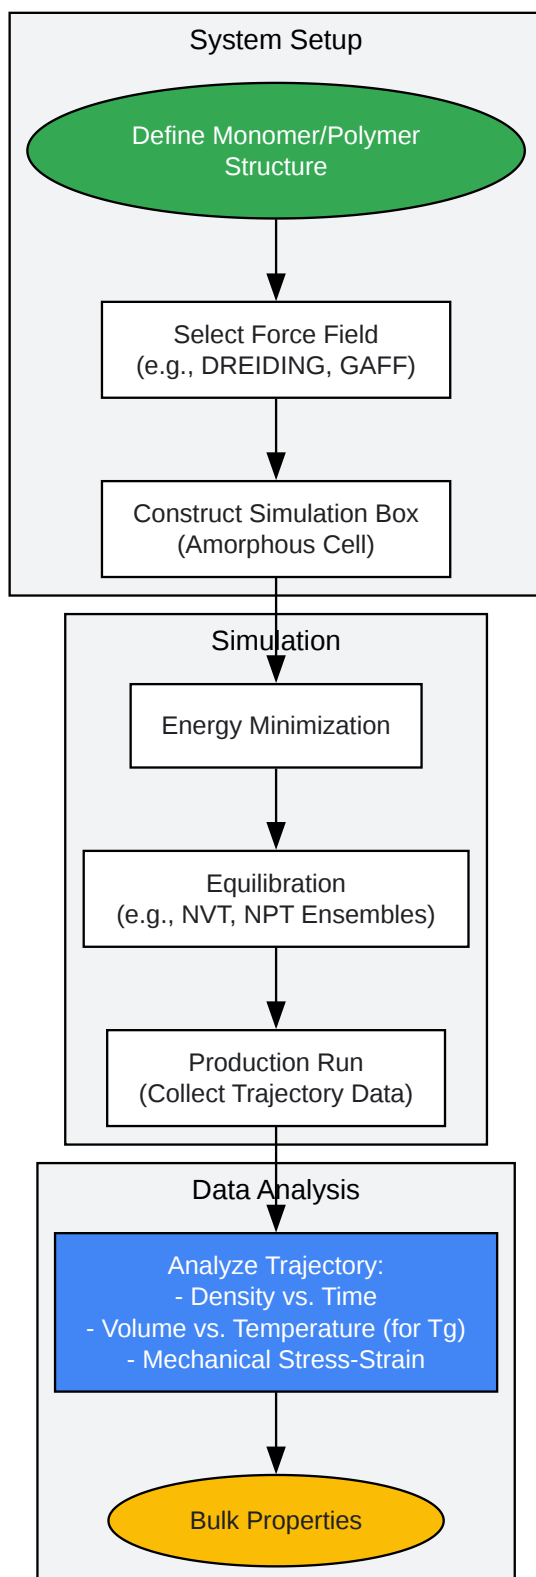 System Setup
Define Monomer/Polymer
Structure
Select Force Field
(e.g., DREIDING, GAFF)
Construct Simulation Box
(Amorphous Cell)
Simulation
Energy Minimization
Equilibration
(e.g., NVT, NPT Ensembles)
Production Run
(Collect Trajectory Data)
Data Analysis
Analyze Trajectory:
- Density vs. Time
- Volume vs. Temperature (for Tg)
- Mechanical Stress-Strain
Bulk Properties